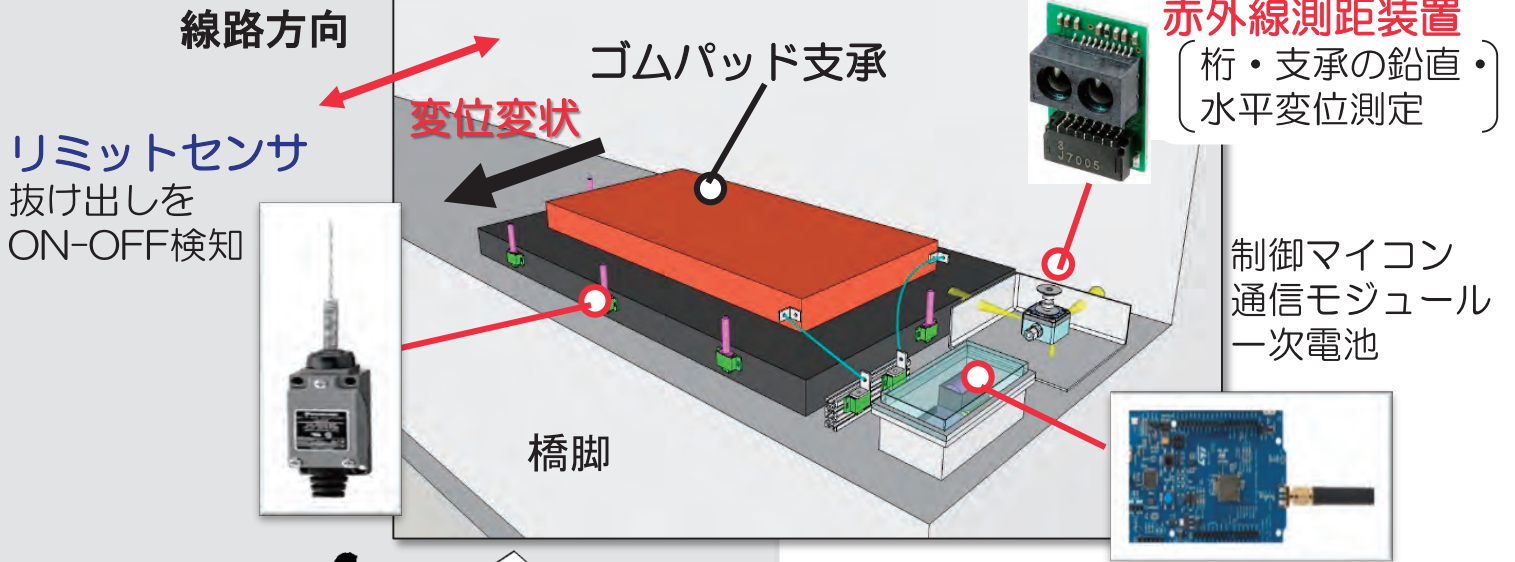 線路方向
リミットセンサ
抜け出しを
ON-OFF検知
変位変状
ゴムパッド支承
橋脚
赤外線測距装置
桁・支承の鉛直・
水平変位測定
S
J7005
制御マイコン
通信モジュール
一次電池